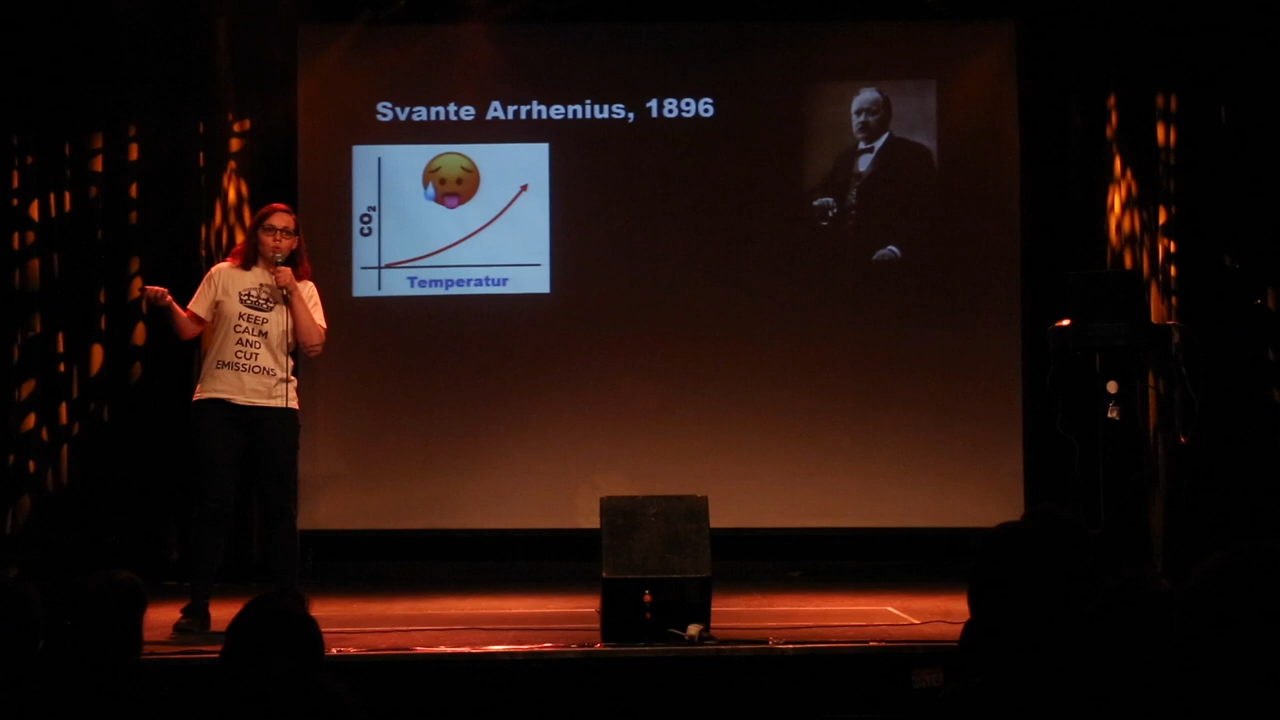 Svante Arrhenius, 1896
CO₂
Temperatur
KEEP
CALM
AND
CUT
EMISSIONS